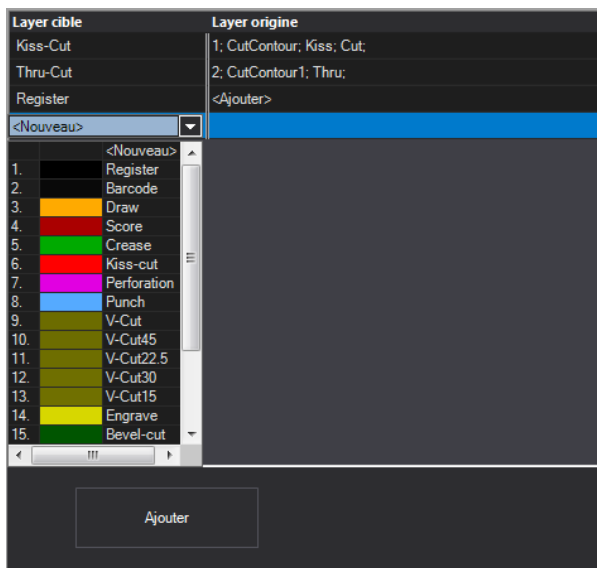 Layer cible Layer origine
Kiss-Cut 1; CutContour; Kiss; Cut;
Thru-Cut 2; CutContour1; Thru;
Register <Ajouter>
<Nouveau>
<Nouveau>
1. Register
2. Barcode
3. Draw
4. Score
5. Crease
6. Kiss-cut
7. Perforation
8. Punch
9. V-Cut
10. V-Cut45
11. V-Cut22.5
12. V-Cut30
13. V-Cut15
14. Engrave
15. Bevel-cut
Ajouter